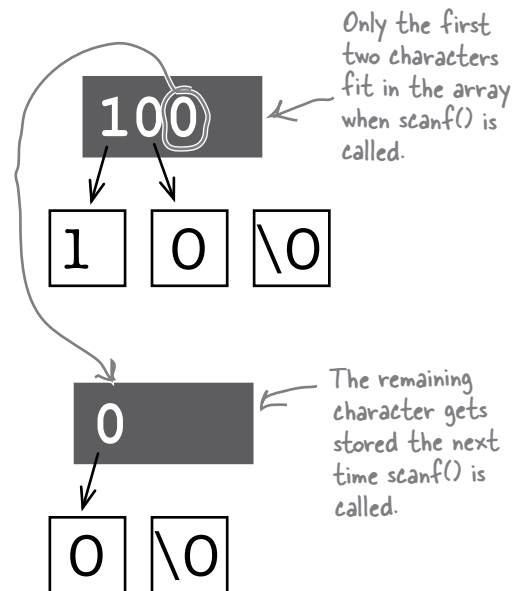 Only the first
two characters
fit in the array
when scanf() is
called.
100
1 0 \0
The remaining
character gets
stored the next
time scanf() is
called.
0
0 \0